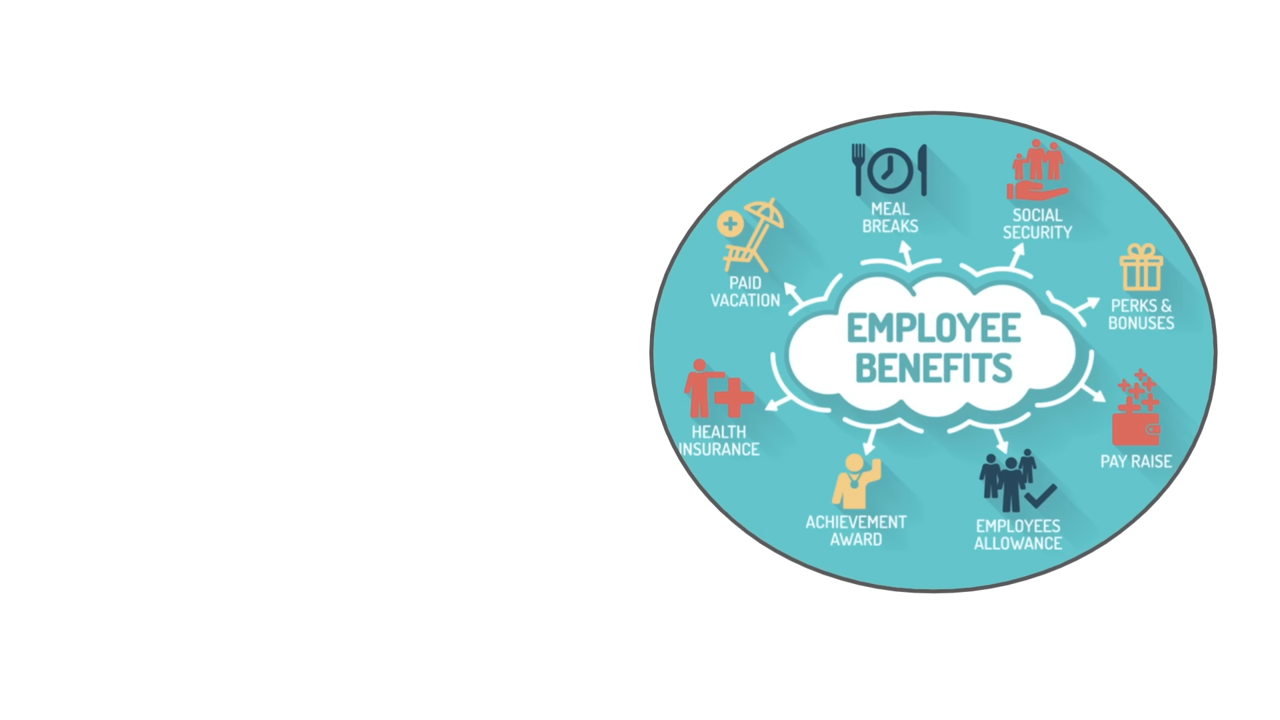 MEAL
BREAKS
SOCIAL
SECURITY
PAID
VACATION
PERKS &
BONUSES
EMPLOYEE
BENEFITS
HEALTH
INSURANCE
PAY RAISE
ACHIEVEMENT
AWARD
EMPLOYEES
ALLOWANCE